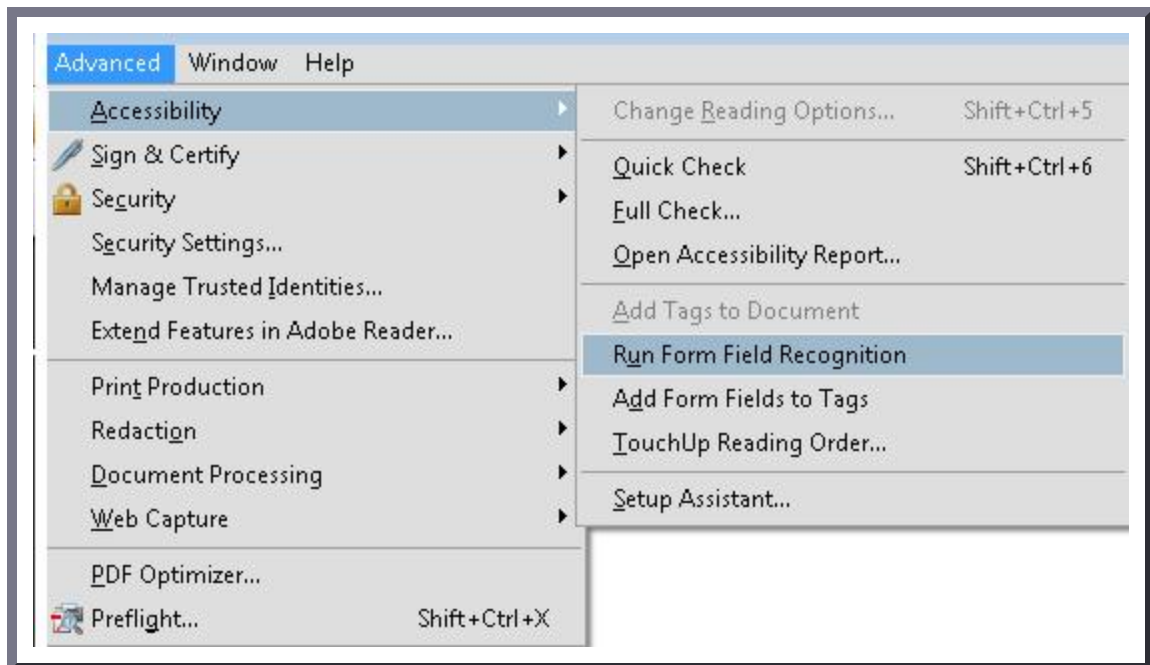 Advanced Window Help
Accessibility
Sign & Certify
Security
Security Settings...
Manage Trusted Identities...
Extend Features in Adobe Reader...
Print Production
Redaction
Document Processing
Web Capture
PDF Optimizer...
Preflight... Shift+Ctrl+X
Change Reading Options... Shift+Ctrl+5
Quick Check Shift+Ctrl+6
Full Check...
Open Accessibility Report...
Add Tags to Document
Run Form Field Recognition
Add Form Fields to Tags
TouchUp Reading Order...
Setup Assistant...